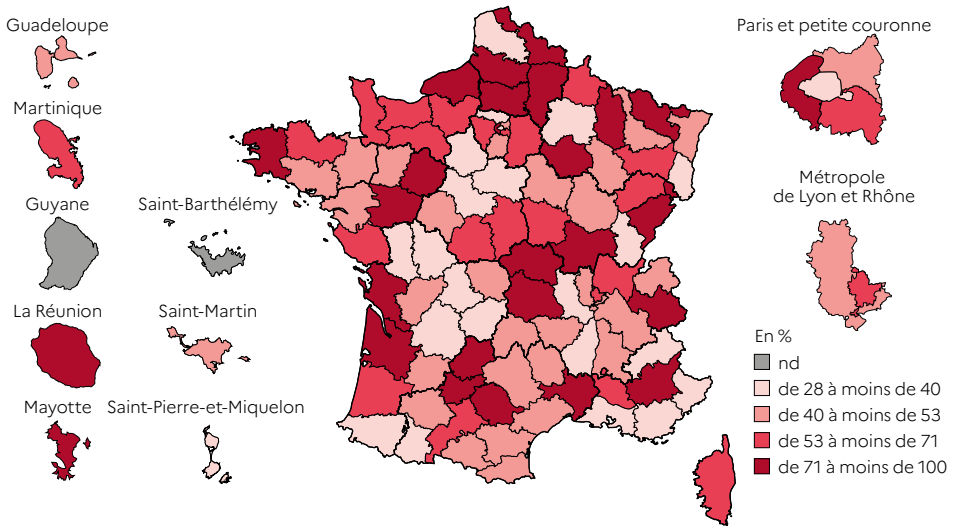 Guadeloupe
Martinique
Guyane
Saint-Barthélémy
La Réunion
Saint-Martin
Mayotte
Saint-Pierre-et-Miquelon
Paris et petite couronne
Métropole
de Lyon et Rhône
En %
nd
de 28 à moins de 40
de 40 à moins de 53
de 53 à moins de 71
de 71 à moins de 100